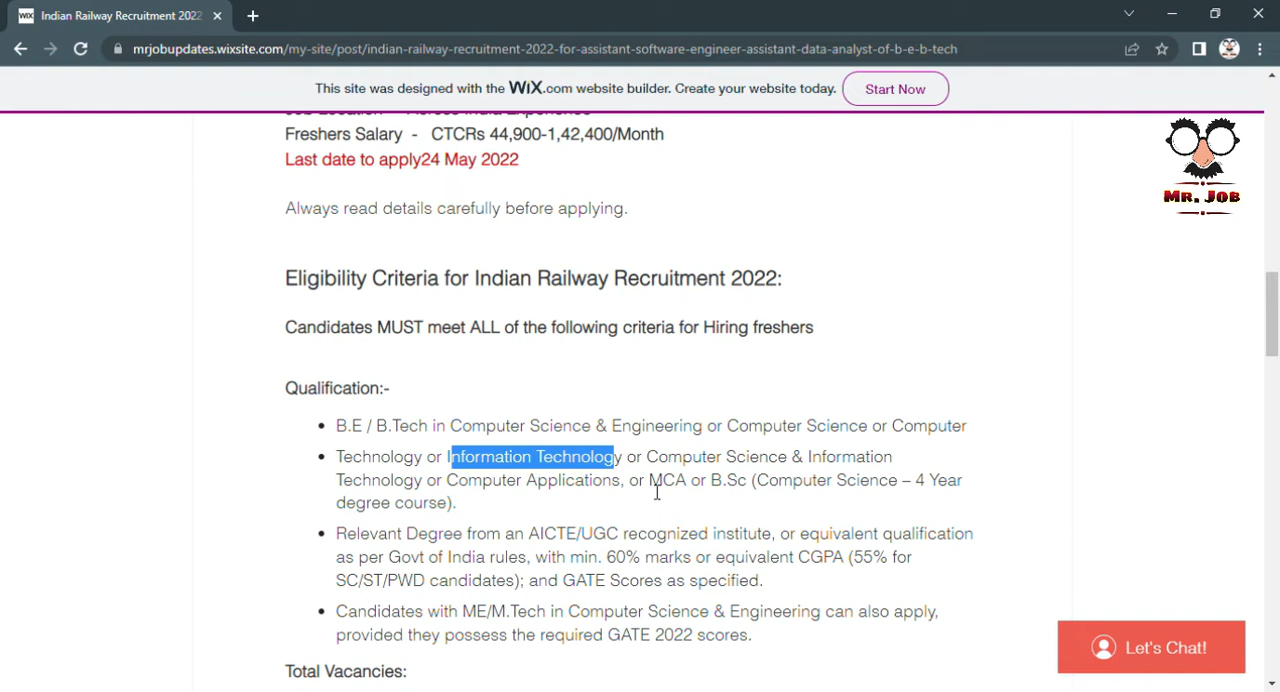 WiX Indian Railway Recruitment 2022
mrjobupdates.wixsite.com/my-site/post/indian-railway-recruitment-2022-for-assistant-software-engineer-assistant-data-analyst-of-b-e-b-tech
This site was designed with the WiX.com website builder. Create your website today. Start Now
Job Location - Across India Experience
Freshers Salary - CTCRs 44,900-1,42,400/Month
Last date to apply24 May 2022
MR. JOB
Always read details carefully before applying.
Eligibility Criteria for Indian Railway Recruitment 2022:
Candidates MUST meet ALL of the following criteria for Hiring freshers
Qualification:-
• B.E / B.Tech in Computer Science & Engineering or Computer Science or Computer
• Technology or Information Technology or Computer Science & Information
Technology or Computer Applications, or MCA or B.Sc (Computer Science – 4 Year
degree course).
• Relevant Degree from an AICTE/UGC recognized institute, or equivalent qualification
as per Govt of India rules, with min. 60% marks or equivalent CGPA (55% for
SC/ST/PWD candidates); and GATE Scores as specified.
• Candidates with ME/M.Tech in Computer Science & Engineering can also apply,
provided they possess the required GATE 2022 scores.
Let's Chat!
Total Vacancies: